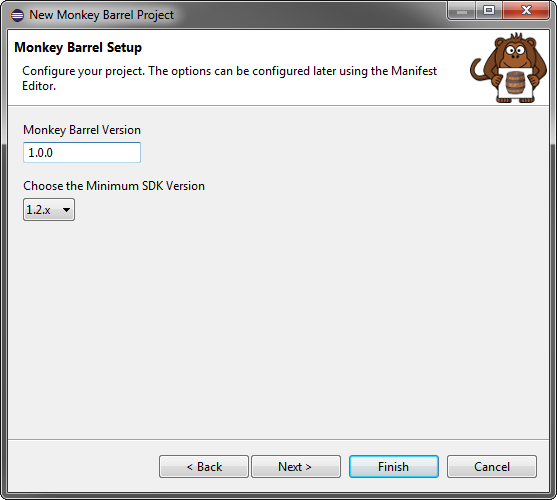 New Monkey Barrel Project
Monkey Barrel Setup
Configure your project. The options can be configured later using the Manifest
Editor.
Monkey Barrel Version
1.0.0
Choose the Minimum SDK Version
1.2.x
< Back
Next >
Finish
Cancel